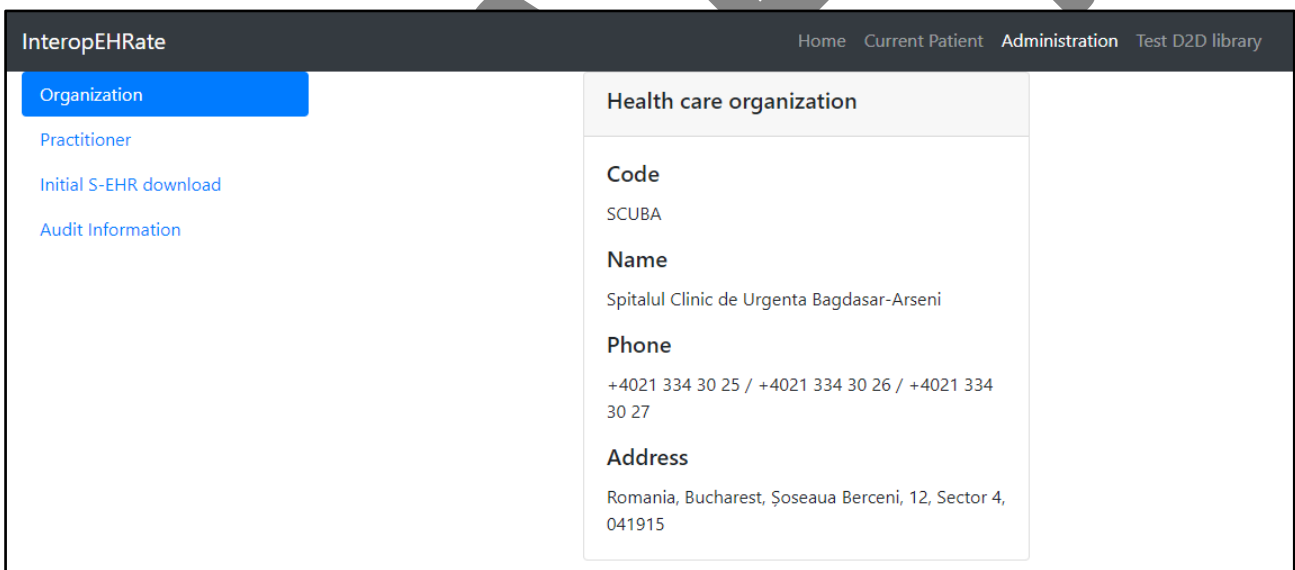 InteropEHRate
Home Current Patient Administration Test D2D library
Organization
Practitioner
Initial S-EHR download
Audit Information
Health care organization
Code
SCUBA
Name
Spitalul Clinic de Urgenta Bagdasar-Arseni
Phone
+4021 334 30 25 / +4021 334 30 26 / +4021 334
30 27
Address
Romania, Bucharest, Șoseaua Berceni, 12, Sector 4,
041915